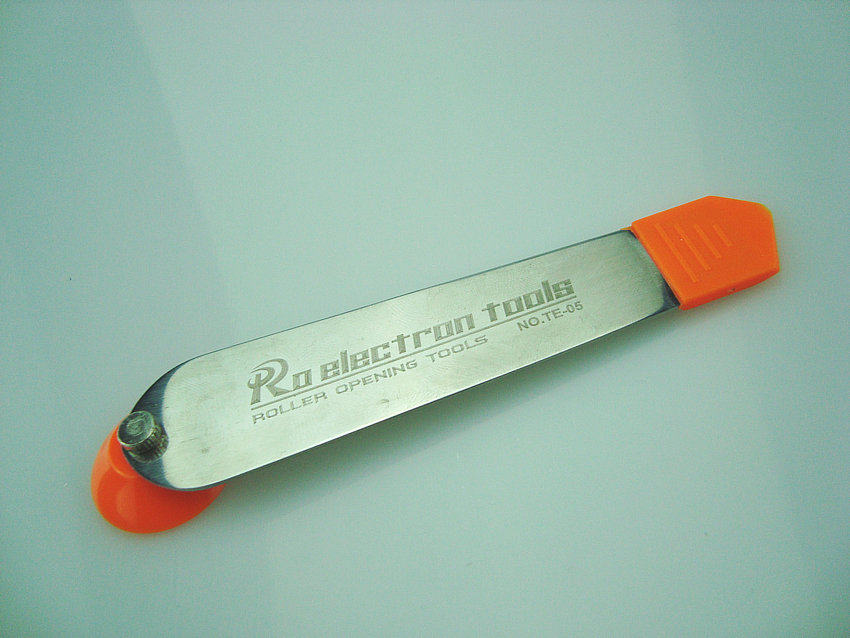 Ro electron tools
ROLLER OPENING TOOLS NO.TE-05